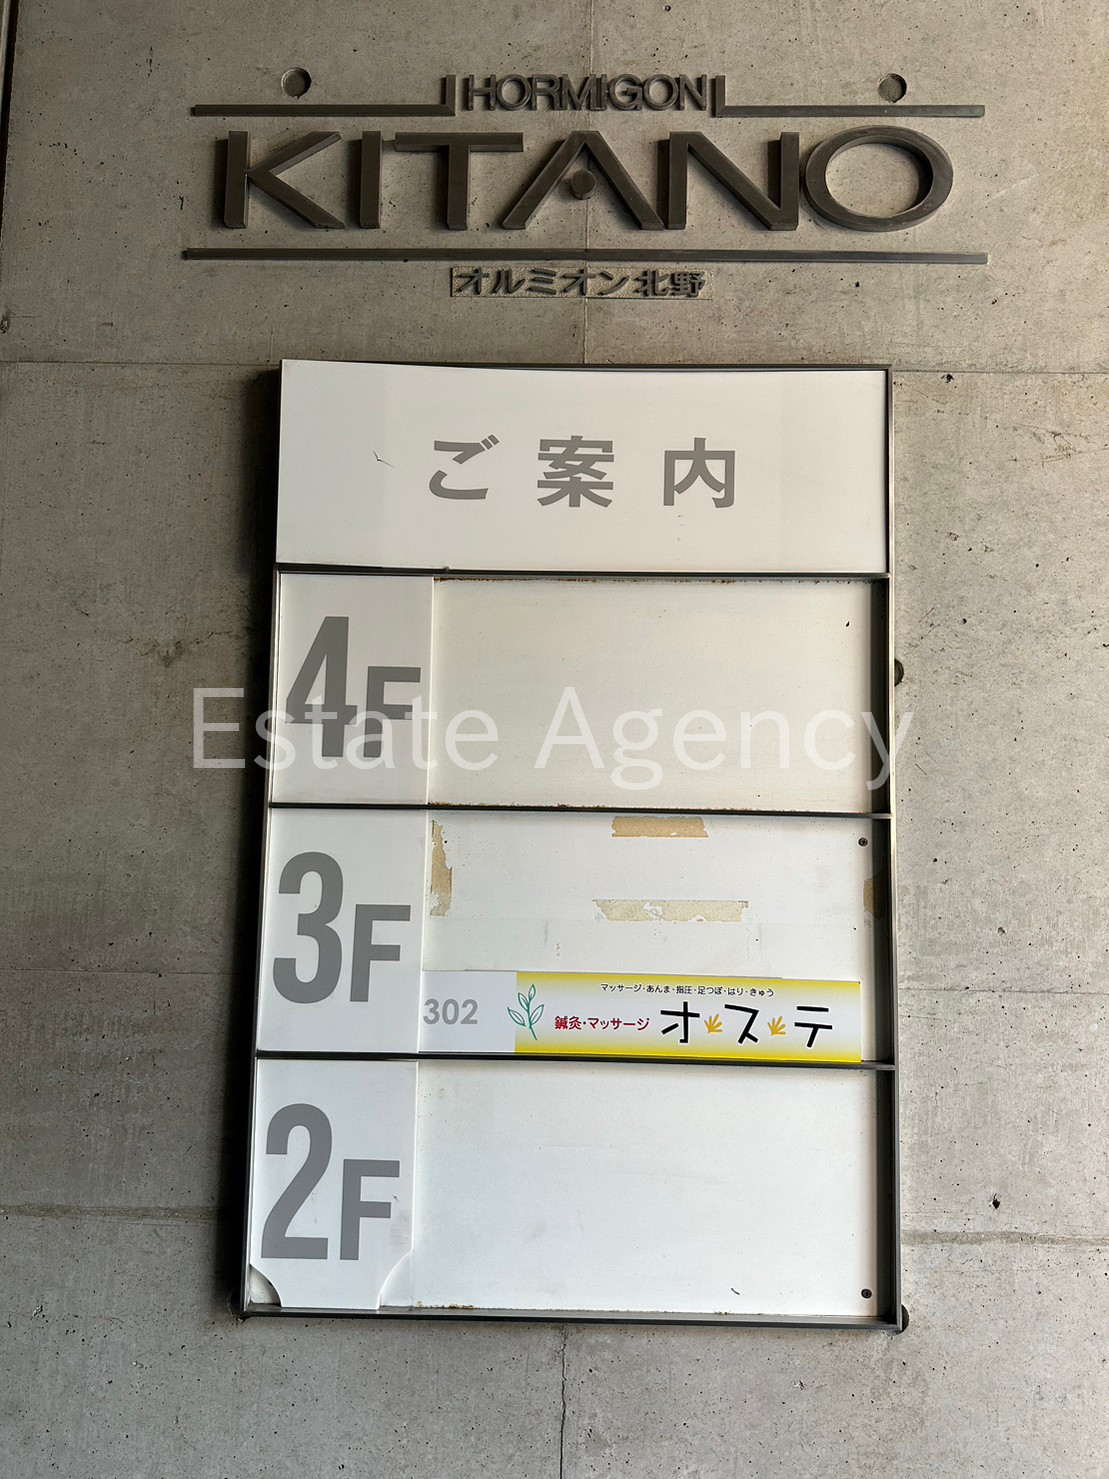 HORMIGON
KITANO
オルミオン北野
ご案内
4F
Estate Agency
3F
302
マッサージ・あんま・指圧・足つぼ・はり・きゅう
鍼灸・マッサージ オステ
2F